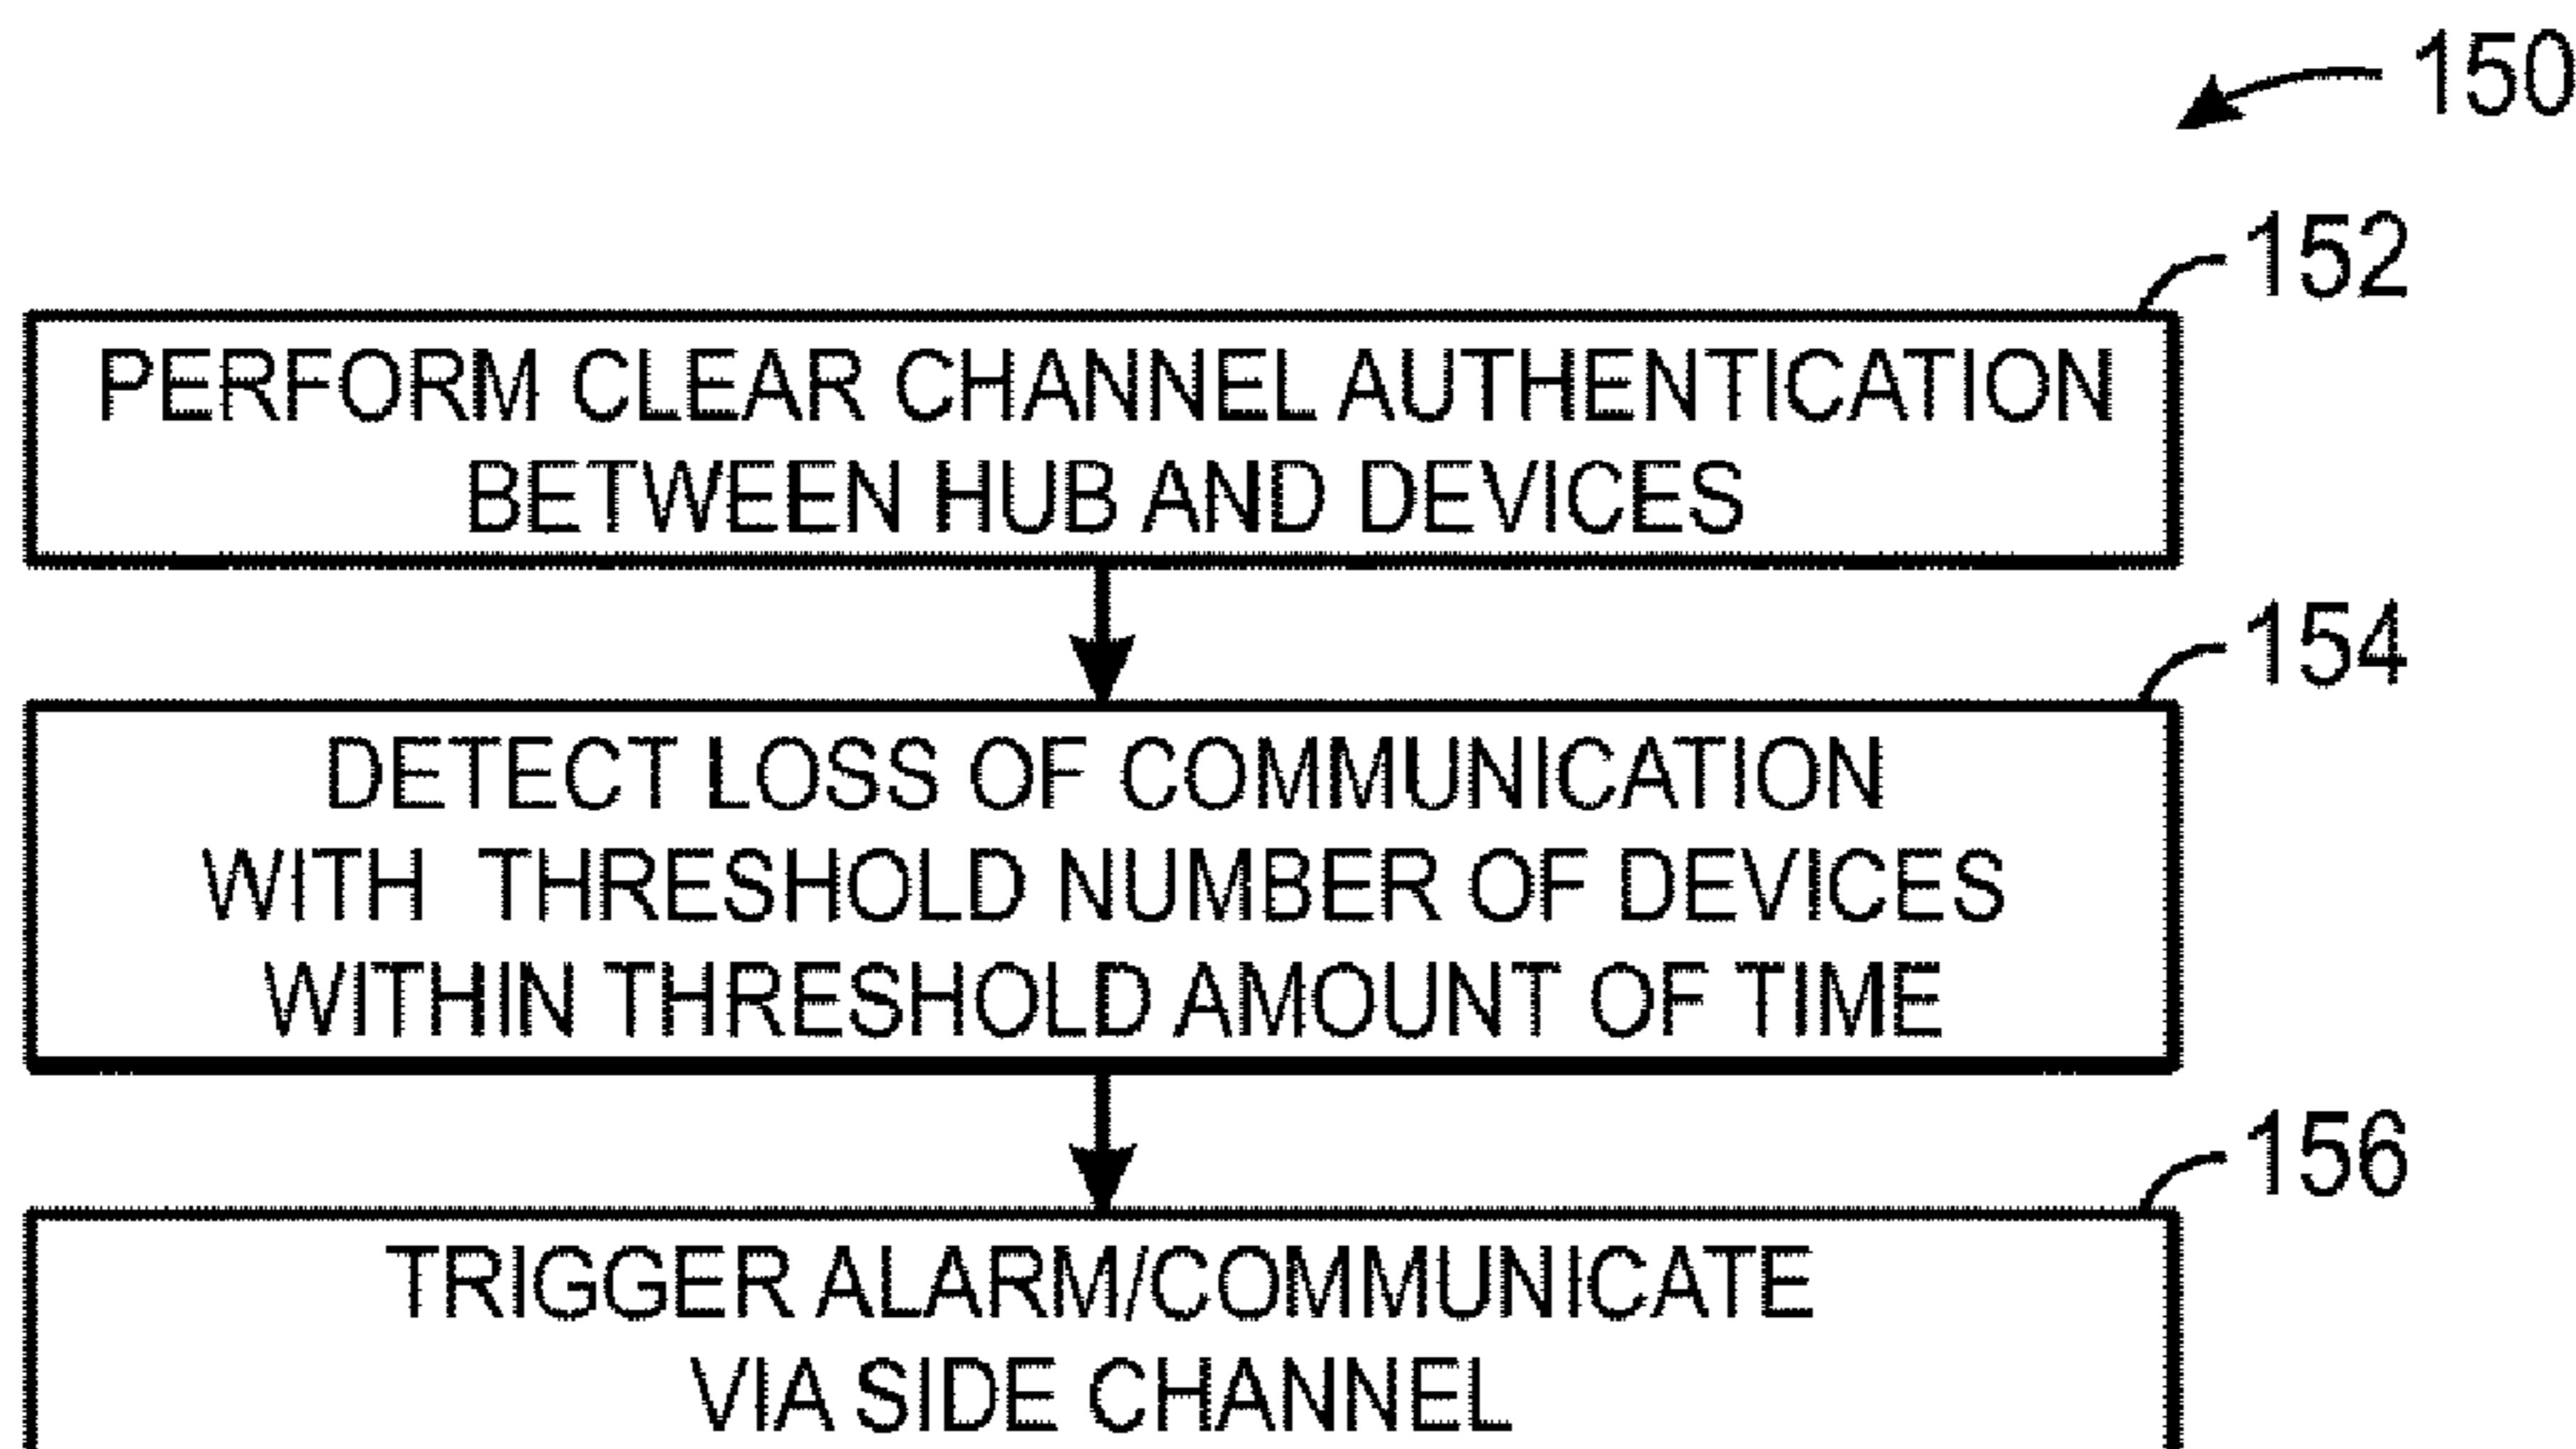 150
152
PERFORM CLEAR CHANNEL AUTHENTICATION
BETWEEN HUB AND DEVICES
154
DETECT LOSS OF COMMUNICATION
WITH THRESHOLD NUMBER OF DEVICES
WITHIN THRESHOLD AMOUNT OF TIME
156
TRIGGER ALARM/COMMUNICATE
VIA SIDE CHANNEL